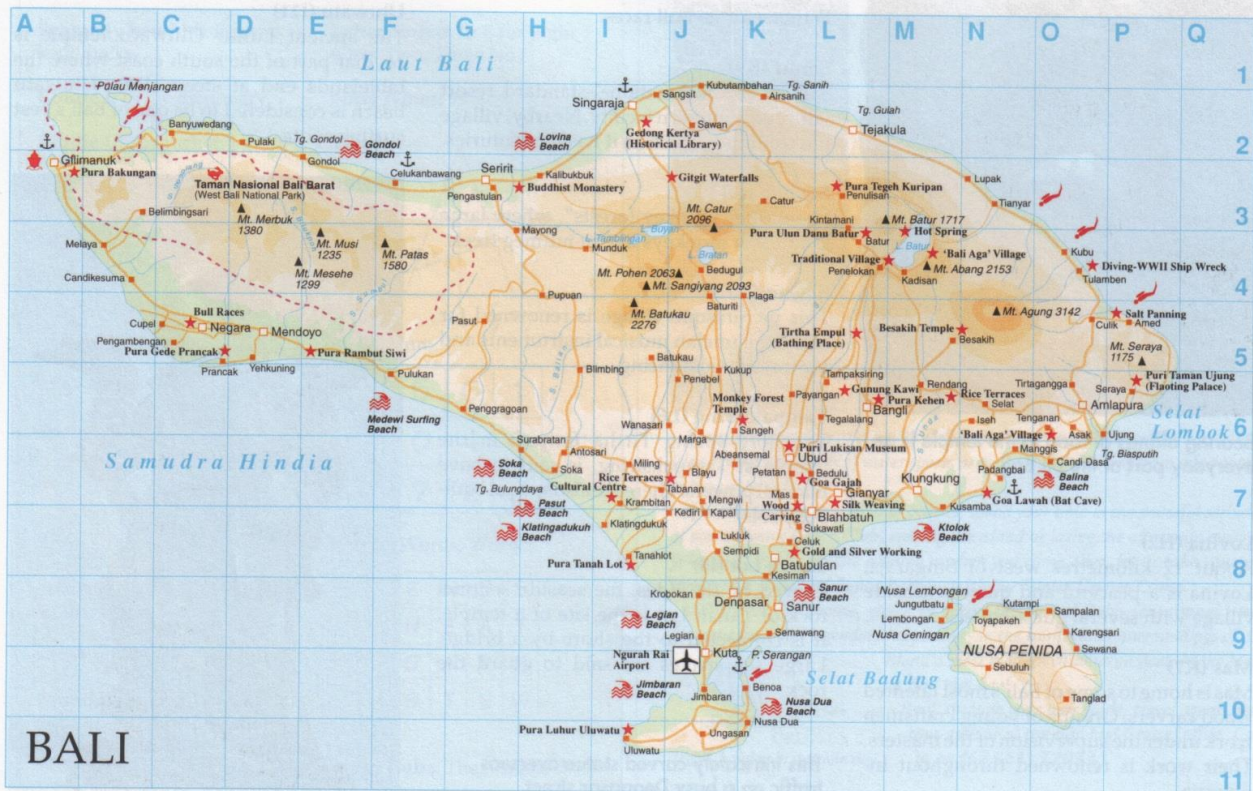 A B C D E F G H I J K L M N O P Q
1
2
3
4
5
6
7
8
9
10
11
Laut Bali
Pulau Menjangan
Banyuwedang
Pulaki
Tg. Gondol
Gondol
Gondol
Beach
Celukanbawang
Gilimanuk
Pura Bakungan
Taman Nasional Bali Barat
(West Bali National Park)
Belimbingsari
Mt. Merbuk
1380
Mt. Musi
1235
Mt. Mesehe
1299
Mt. Patas
1580
Melaya
Candikesuma
Bull Races
Cupel
Negara
Mendoyo
Pengambengan
Pura Gede Prancak
Prancak
Yehkuning
Pura Rambut Siwi
Pulukan
Medewi Surfing
Beach
Samudra Hindia
Seririt
Pengastulan
Lovina
Beach
Kalibukbuk
Buddhist Monastery
Mayong
Munduk
L. Tamblingan
L. Buyan
L. Bratan
Pupuan
Pasut
Penggragoan
Surabratan
Blimbing
S. Balian
Singaraja
Sangsit
Kubutambahan
Tg. Sanih
Airsanih
Sawan
Gedong Kertya
(Historical Library)
Tg. Gulah
Tejakula
Gitgit Waterfalls
Mt. Catur
2096
Catur
Pura Tegeh Kuripan
Penulisan
Kintamani
Pura Ulun Danu Batur
Batur
Mt. Batur 1717
Hot Spring
L. Batur
Traditional Village
Penelokan
'Bali Aga' Village
Mt. Abang 2153
Kadisan
Lupak
Tianyar
Kubu
Diving-WWII Ship Wreck
Tulamben
Salt Panning
Culik
Amed
Mt. Seraya
1175
Puri Taman Ujung
(Flaoting Palace)
Seraya
Amlapura
Ujung
Tg. Biasputih
Selat
Lombok
Mt. Pohen 2063
Mt. Sangiyang 2093
Mt. Batukau
2276
Bedugul
Baturiti
Plaga
Tirtha Empul
(Bathing Place)
Besakih Temple
Besakih
Mt. Agung 3142
Batukau
Penebel
Kukup
Monkey Forest
Temple
Sangeh
Payangan
Tampaksiring
Gunung Kawi
Pura Kehen
Bangli
Tegalalang
Rendang
Rice Terraces
Selat
Iseh
S. Unda
Tirtagangga
Tenganan
'Bali Aga' Village
Asak
Manggis
Candi Dasa
Padangbai
Balina
Beach
Goa Lawah (Bat Cave)
Kusamba
Klungkung
Ktolok
Beach
Wanasari
Marga
Abeansemal
Puri Lukisan Museum
Ubud
Petatan
Bedulu
Goa Gajah
Gianyar
Silk Weaving
Mas
Wood
Carving
Blahbatuh
Sukawati
Celuk
Gold and Silver Working
Batubulan
Kesiman
Antosari
Soka
Soka
Beach
Tg. Bulungdaya
Miling
Rice Terraces
Blayu
Cultural Centre
Tabanan
Krambitan
Mengwi
Kediri
Kapal
Pasut
Beach
Klatingadukuh
Beach
Klatingdukuk
Lukluk
Sempidi
Tanahlot
Pura Tanah Lot
Krobokan
Denpasar
Sanur
Sanur
Beach
Legian
Beach
Legian
Semawang
Ngurah Rai
Airport
Kuta
P. Serangan
Selat Badung
Jimbaran
Beach
Jimbaran
Benoa
Nusa Dua
Beach
Nusa Dua
Ungasan
Pura Luhur Uluwatu
Uluwatu
Nusa Lembongan
Jungutbatu
Lembongan
Nusa Ceningan
Toyapakeh
Kutampi
Sampalan
Karengsari
Sewana
NUSA PENIDA
Sebuluh
Tanglad
BALI